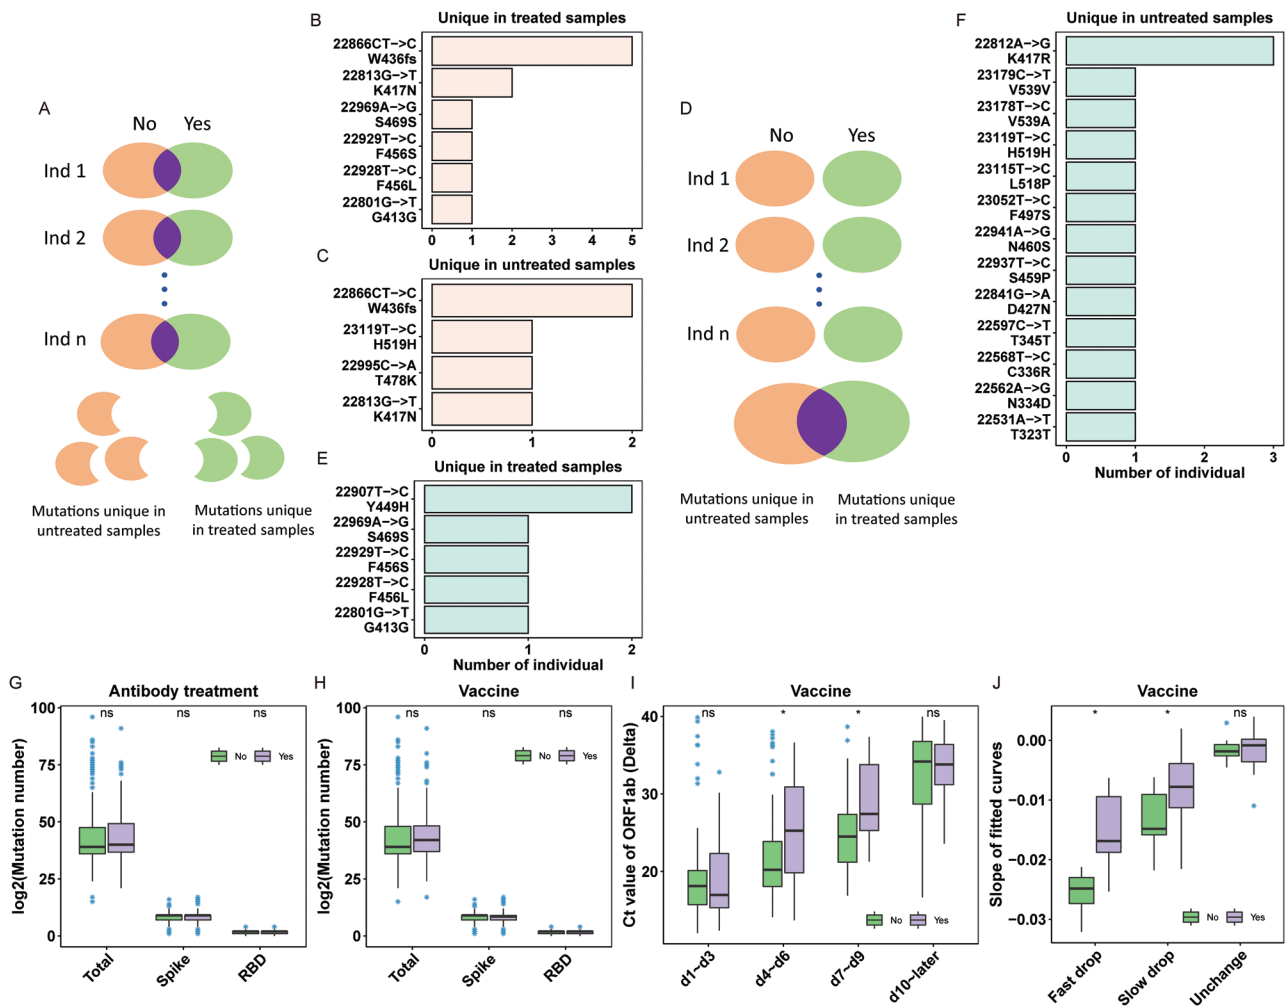 A
No Yes
Ind 1
Ind 2
Ind n
Mutations unique in
untreated samples
Mutations unique
in treated samples
B
Unique in treated samples
22866CT->C
W436fs
22813G->T
K417N
22969A->G
S469S
22929T->C
F456S
22928T->C
F456L
22801G->T
G413G
0 1 2 3 4 5
C
Unique in untreated samples
22866CT->C
W436fs
23119T->C
H519H
22995C->A
T478K
22813G->T
K417N
0 1 2
D
No Yes
Ind 1
Ind 2
Ind n
Mutations unique in
untreated samples
Mutations unique
in treated samples
E
Unique in treated samples
22907T->C
Y449H
22969A->G
S469S
22929T->C
F456S
22928T->C
F456L
22801G->T
G413G
0 1 2
Number of individual
F
Unique in untreated samples
22812A->G
K417R
23179C->T
V539V
23178T->C
V539A
23119T->C
H519H
23115T->C
L518P
23052T->C
F497S
22941A->G
N460S
22937T->C
S459P
22841G->A
D427N
22597C->T
T345T
22568T->C
C336R
22562A->G
N334D
22531A->T
T323T
0 1 2 3
Number of individual
G
Antibody treatment
log2(Mutation number)
100
75
50
25
0
ns ns ns
No Yes
Total Spike RBD
H
Vaccine
log2(Mutation number)
100
75
50
25
0
ns ns ns
No Yes
Total Spike RBD
I
Vaccine
Ct value of ORF1ab (Delta)
40
30
20
ns * * ns
No Yes
d1~d3 d4~d6 d7~d9 d10~later
J
Vaccine
Slope of fitted curves
0.00
-0.01
-0.02
-0.03
* * ns
No Yes
Fast drop Slow drop Unchange